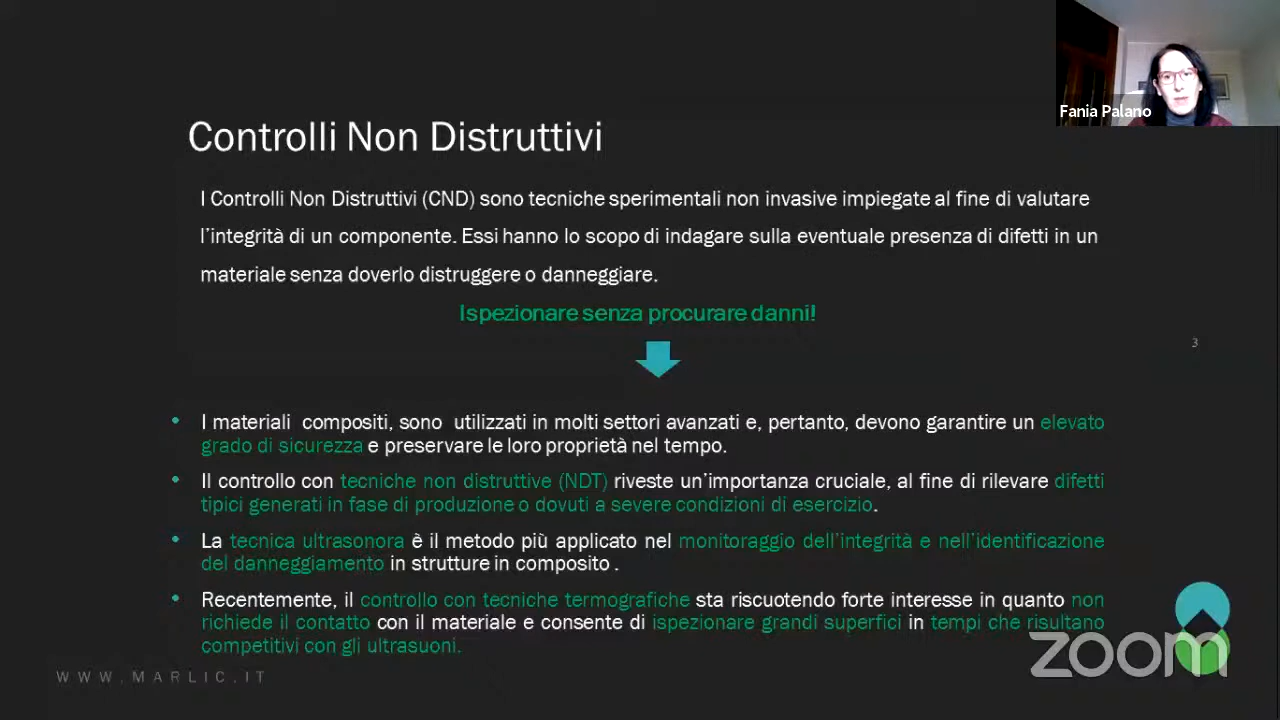 Fania Palano
Controlli Non Distruttivi
I Controlli Non Distruttivi (CND) sono tecniche sperimentali non invasive impiegate al fine di valutare
l'integrità di un componente. Essi hanno lo scopo di indagare sulla eventuale presenza di difetti in un
materiale senza doverlo distruggere o danneggiare.
Ispezionare senza procurare danni!
3
• I materiali compositi, sono utilizzati in molti settori avanzati e, pertanto, devono garantire un elevato
grado di sicurezza e preservare le loro proprietà nel tempo.
• Il controllo con tecniche non distruttive (NDT) riveste un'importanza cruciale, al fine di rilevare difetti
tipici generati in fase di produzione o dovuti a severe condizioni di esercizio.
• La tecnica ultrasonora è il metodo più applicato nel monitoraggio dell'integrità e nell'identificazione
del danneggiamento in strutture in composito .
• Recentemente, il controllo con tecniche termografiche sta riscuotendo forte interesse in quanto non
richiede il contatto con il materiale e consente di ispezionare grandi superfici in tempi che risultano
competitivi con gli ultrasuoni.
WWW.MARLIC.IT
zoom